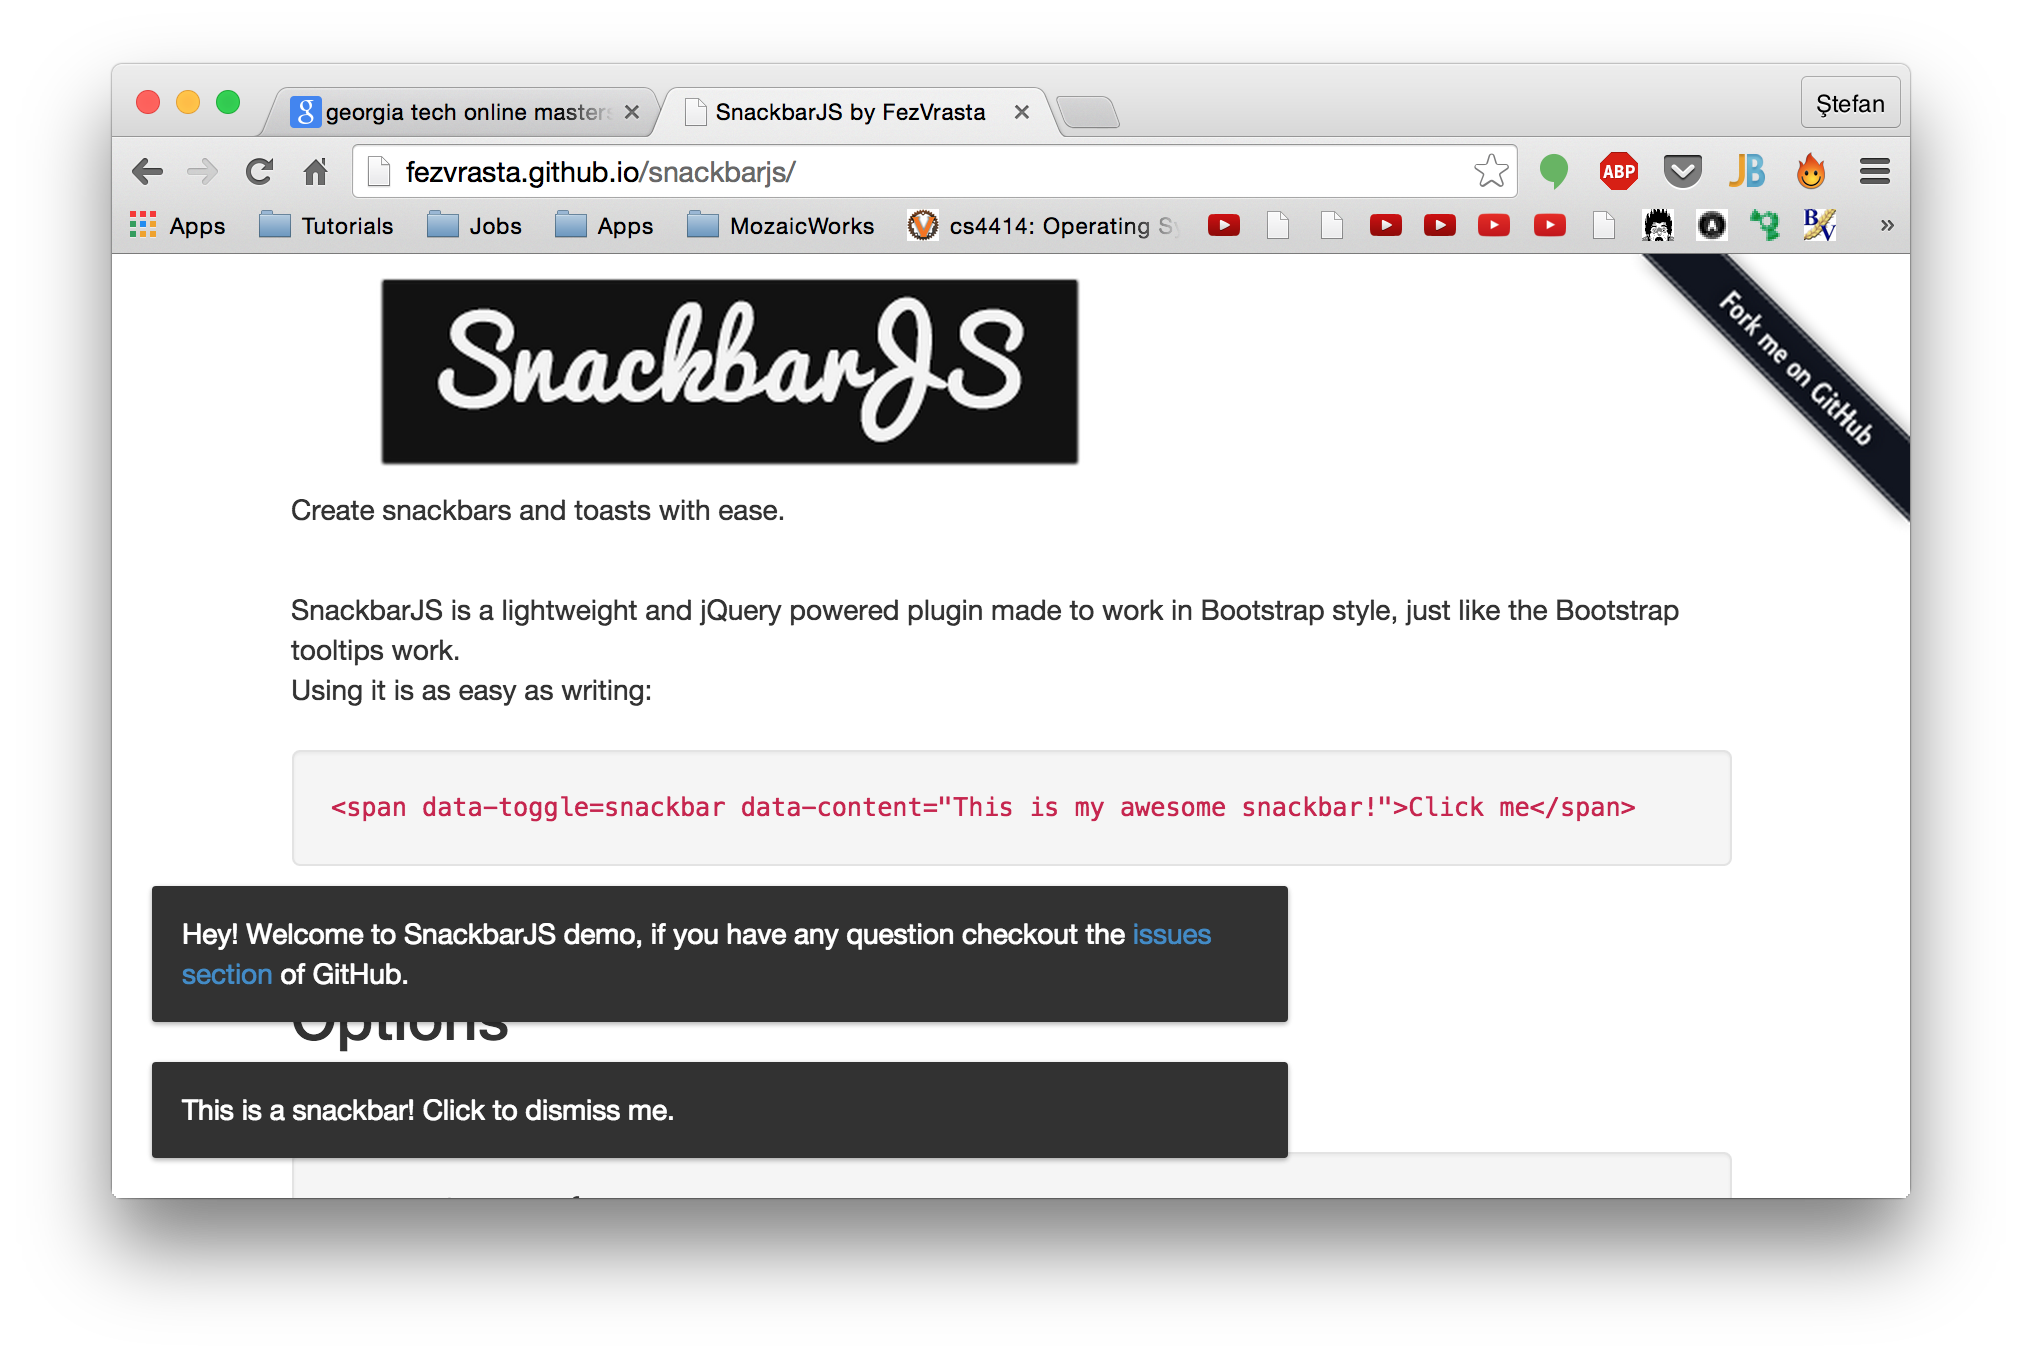 georgia tech online masters
SnackbarJS by FezVrasta
Ștefan
fezvrasta.github.io/snackbarjs/
ABP
JB
Apps
Tutorials
Jobs
Apps
MozaicWorks
cs4414: Operating Sy
BV
»
SnackbarJS
Fork me on GitHub
Create snackbars and toasts with ease.
SnackbarJS is a lightweight and jQuery powered plugin made to work in Bootstrap style, just like the Bootstrap
tooltips work.
Using it is as easy as writing:
<span data-toggle=snackbar data-content="This is my awesome snackbar!">Click me</span>
Hey! Welcome to SnackbarJS demo, if you have any question checkout the issues
section of GitHub.
Options
This is a snackbar! Click to dismiss me.